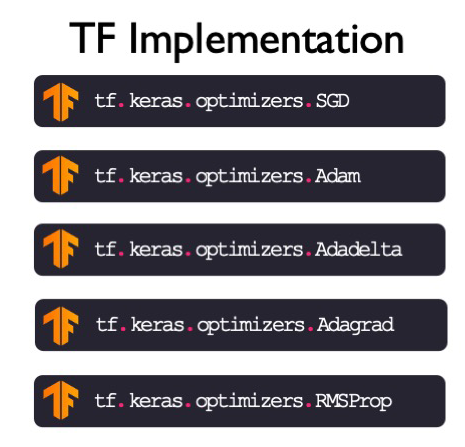 TF Implementation
tf.keras.optimizers.SGD
tf.keras.optimizers.Adam
tf.keras.optimizers.Adadelta
tf.keras.optimizers.Adagrad
tf.keras.optimizers.RMSProp